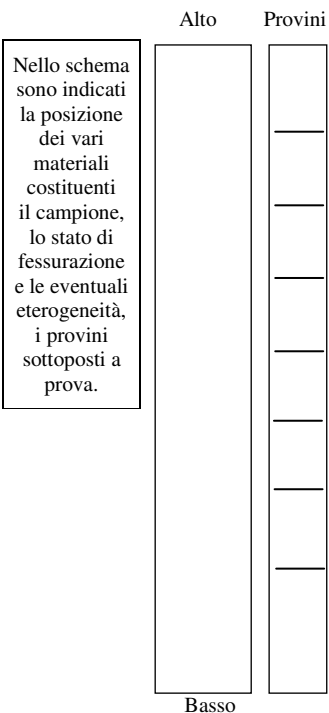 Alto Provini
Nello schema
sono indicati
la posizione
dei vari
materiali
costituenti
il campione,
lo stato di
fessurazione
e le eventuali
eterogeneità,
i provini
sottoposti a
prova.
Basso